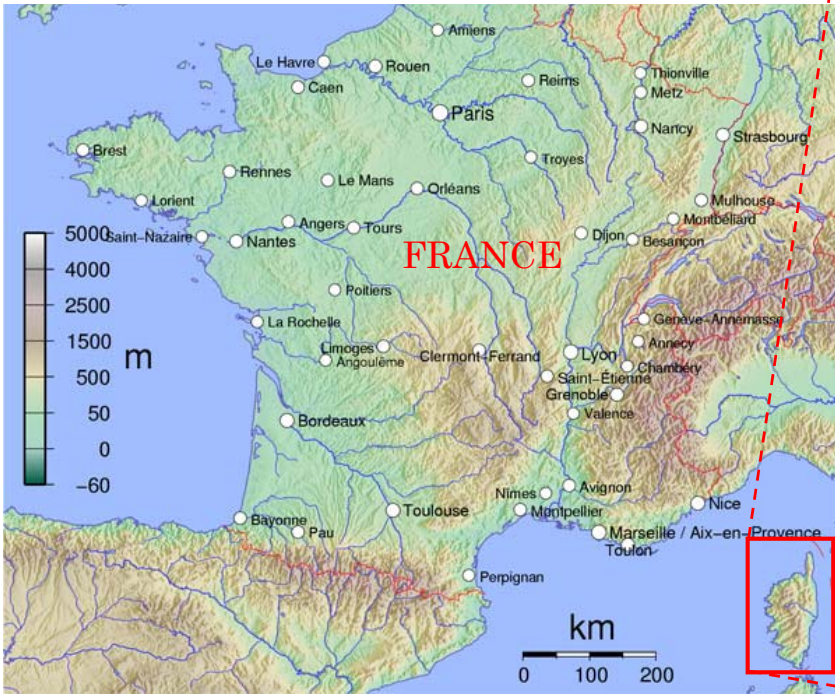 Amiens
Le Havre
Rouen
Reims
Thionville
Caen
Metz
Paris
Nancy
Strasbourg
Brest
Troyes
Rennes
Le Mans
Orléans
Lorient
Mulhouse
Montbéliard
Angers
Tours
Saint-Nazaire
Nantes
Dijon
Besançon
FRANCE
5000
4000
2500
1500
500
50
0
-60
m
Poitiers
La Rochelle
Genève-Annemasse
Limoges
Clermont-Ferrand
Lyon
Annecy
Angoulême
Chambéry
Saint-Étienne
Grenoble
Valence
Bordeaux
Avignon
Nîmes
Nice
Bayonne
Toulouse
Montpellier
Pau
Marseille / Aix-en-Provence
Toulon
Perpignan
km
0 100 200